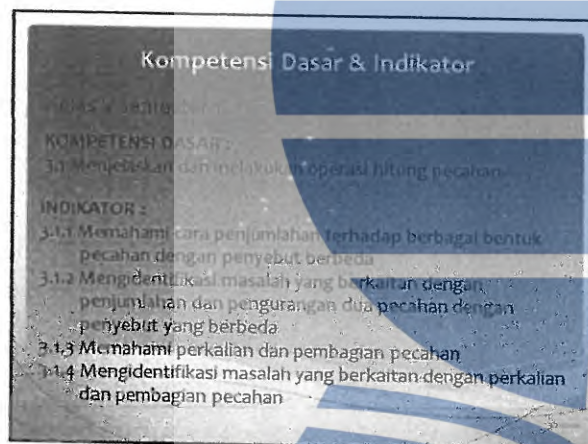 Kompetensi Dasar & Indikator
KOMPETENSI DASAR :
3.1 Menjelaskan dan melakukan operasi hitung pecahan
INDIKATOR :
3.1.1 Memahami cara penjumlahan terhadap berbagai bentuk
pecahan dengan penyebut berbeda
3.1.2 Mengidentifikasi masalah yang berkaitan dengan
penjumlahan dan pengurangan dua pecahan dengan
penyebut yang berbeda
3.1.3 Memahami perkalian dan pembagian pecahan
3.1.4 Mengidentifikasi masalah yang berkaitan dengan perkalian
dan pembagian pecahan